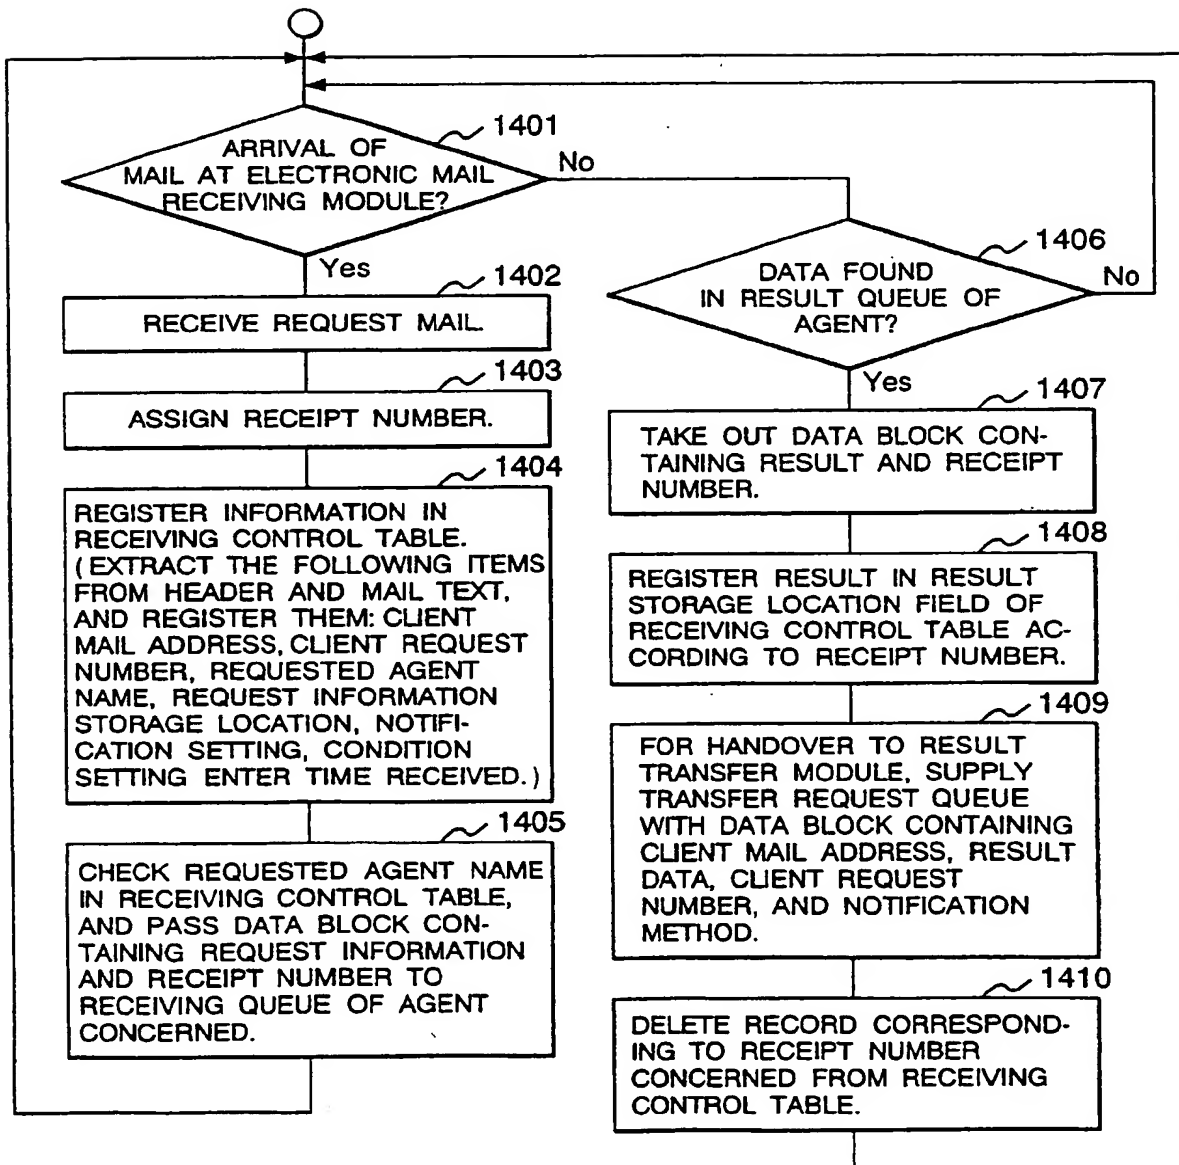 1401
ARRIVAL OF
MAIL AT ELECTRONIC MAIL
RECEIVING MODULE?
No
Yes
1402
RECEIVE REQUEST MAIL.
1403
ASSIGN RECEIPT NUMBER.
1404
REGISTER INFORMATION IN
RECEIVING CONTROL TABLE.
(EXTRACT THE FOLLOWING ITEMS
FROM HEADER AND MAIL TEXT,
AND REGISTER THEM: CLIENT
MAIL ADDRESS, CLIENT REQUEST
NUMBER, REQUESTED AGENT
NAME, REQUEST INFORMATION
STORAGE LOCATION, NOTIFI-
CATION SETTING, CONDITION
SETTING ENTER TIME RECEIVED.)
1405
CHECK REQUESTED AGENT NAME
IN RECEIVING CONTROL TABLE,
AND PASS DATA BLOCK CON-
TAINING REQUEST INFORMATION
AND RECEIPT NUMBER TO
RECEIVING QUEUE OF AGENT
CONCERNED.
1406
DATA FOUND
IN RESULT QUEUE OF
AGENT?
No
Yes
1407
TAKE OUT DATA BLOCK CON-
TAINING RESULT AND RECEIPT
NUMBER.
1408
REGISTER RESULT IN RESULT
STORAGE LOCATION FIELD OF
RECEIVING CONTROL TABLE AC-
CORDING TO RECEIPT NUMBER.
1409
FOR HANDOVER TO RESULT
TRANSFER MODULE, SUPPLY
TRANSFER REQUEST QUEUE
WITH DATA BLOCK CONTAINING
CLIENT MAIL ADDRESS, RESULT
DATA, CLIENT REQUEST
NUMBER, AND NOTIFICATION
METHOD.
1410
DELETE RECORD CORRESPOND-
ING TO RECEIPT NUMBER
CONCERNED FROM RECEIVING
CONTROL TABLE.